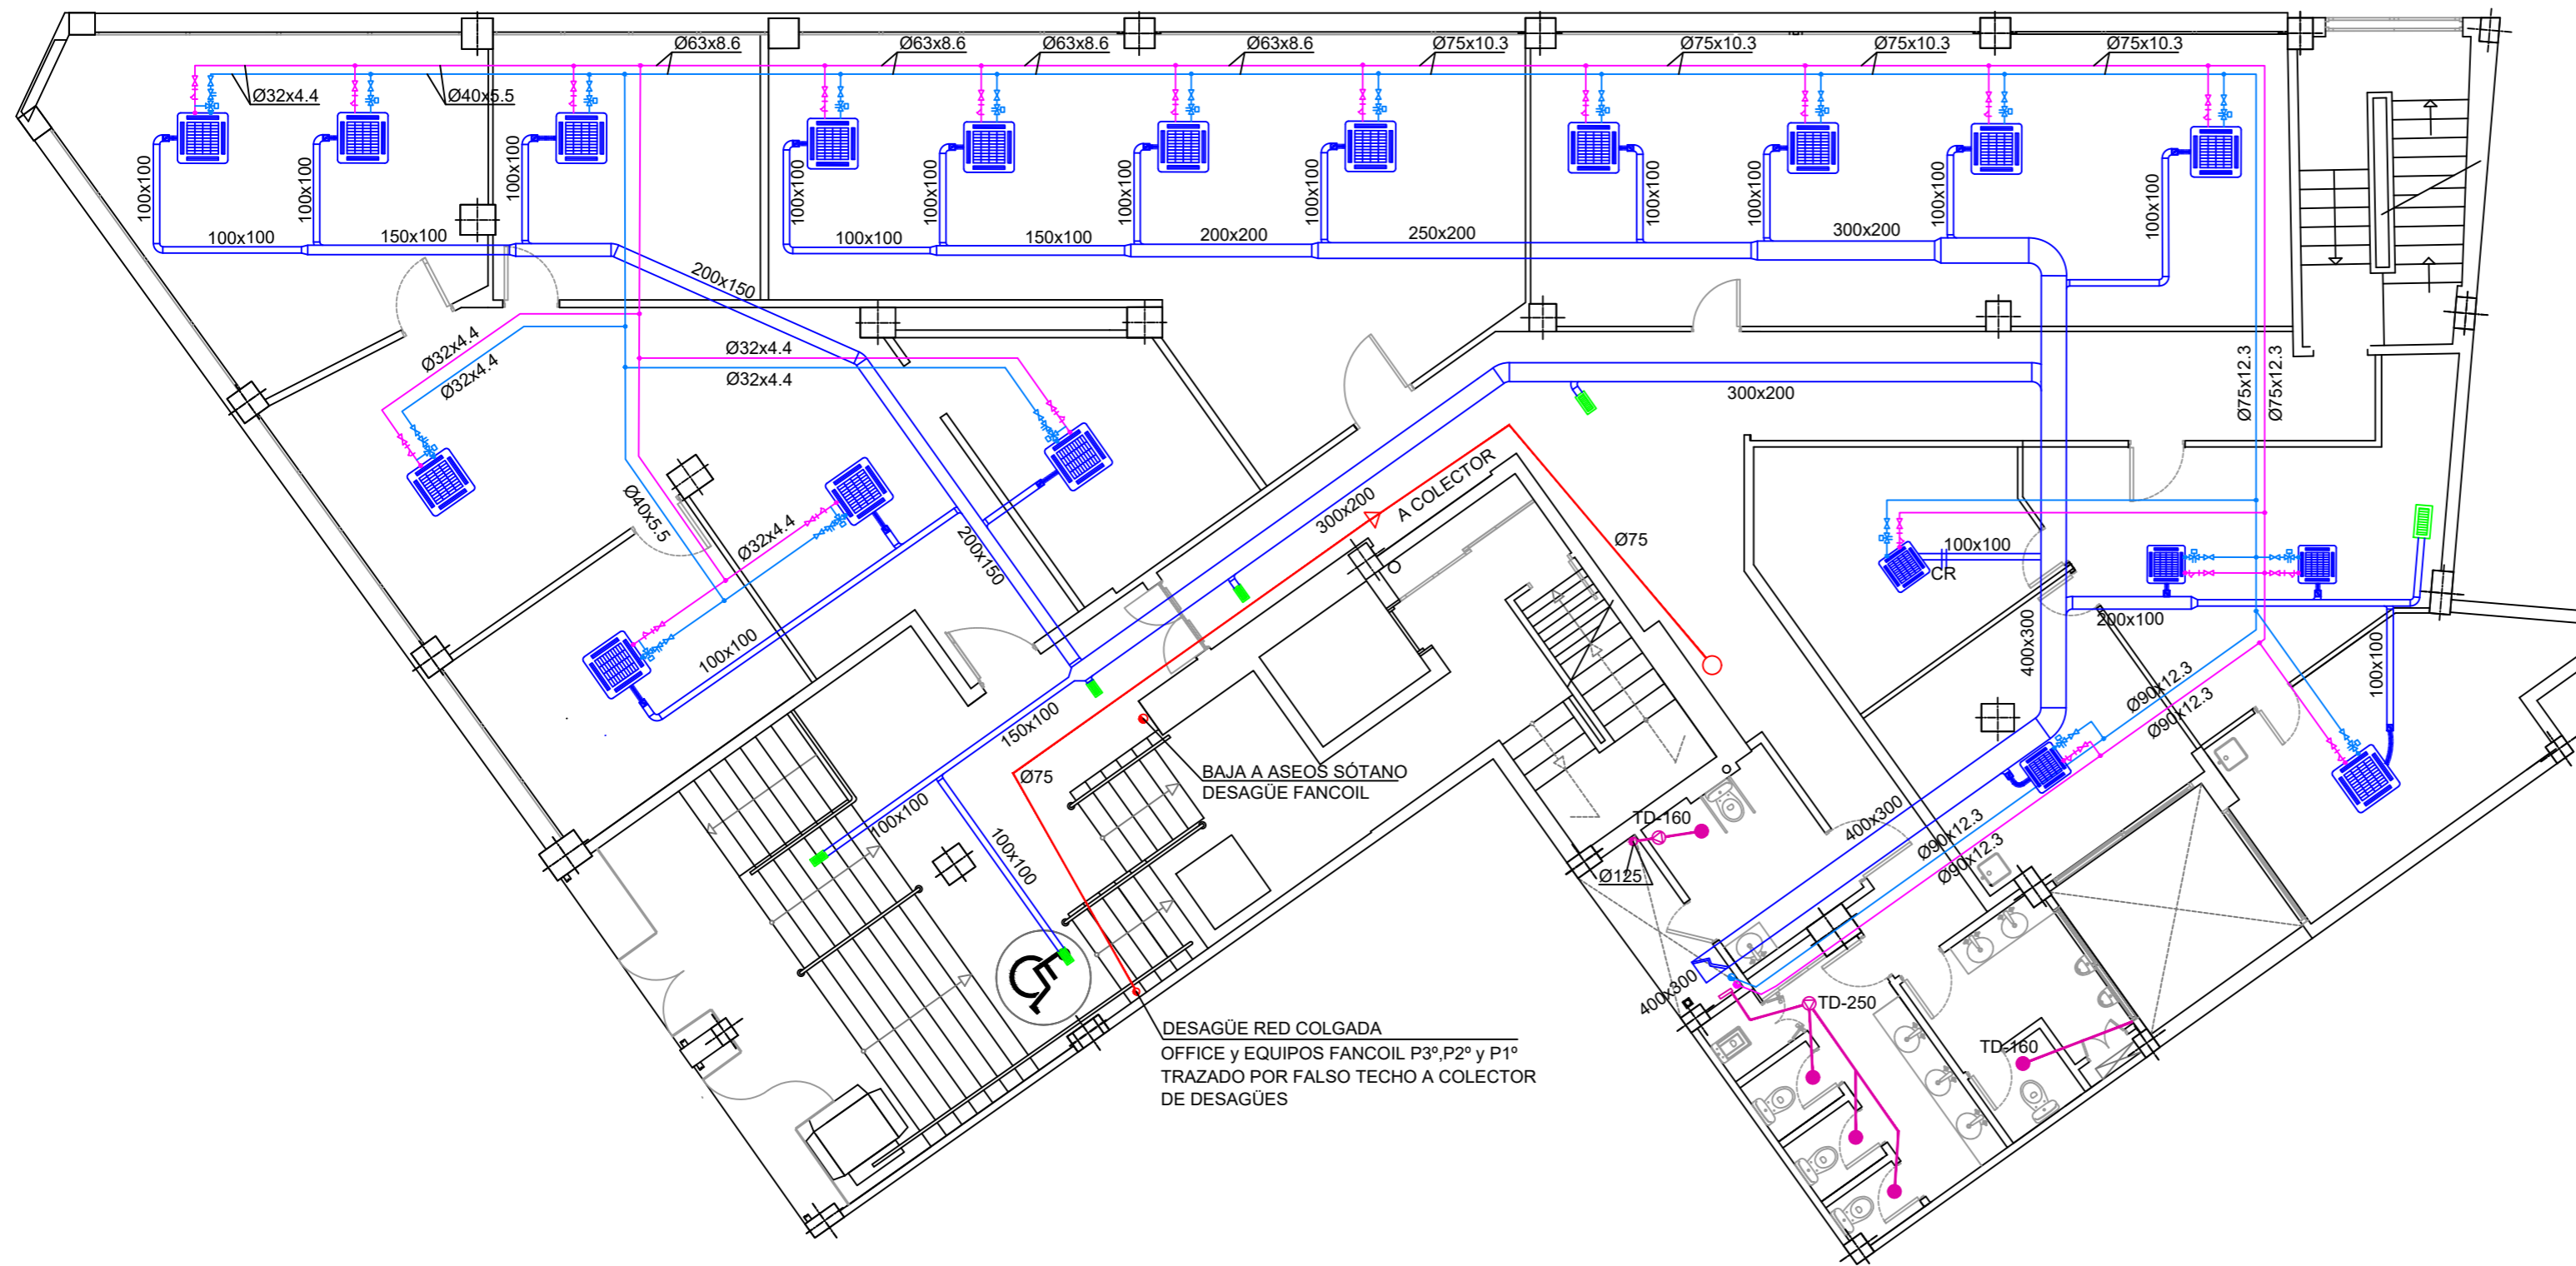 Ø63x8.6
Ø63x8.6
Ø63x8.6
Ø63x8.6
Ø75x10.3
Ø75x10.3
Ø75x10.3
Ø75x10.3
Ø32x4.4
Ø40x5.5
100x100
100x100
100x100
100x100
100x100
100x100
100x100
100x100
100x100
100x100
100x100
100x100
150x100
100x100
150x100
200x200
250x200
300x200
200x150
Ø32x4.4
Ø32x4.4
Ø32x4.4
Ø32x4.4
300x200
Ø75x12.3
Ø75x12.3
Ø40x5.5
Ø32x4.4
200x150
300x200
A COLECTOR
Ø75
100x100
CR
200x100
400x300
100x100
100x100
Ø90x12.3
Ø90x12.3
150x100
Ø75
BAJA A ASEOS SÓTANO
DESAGÜE FANCOIL
100x100
100x100
TD-160
Ø125
400x300
Ø90x12.3
Ø90x12.3
400x300
TD-250
TD-160
DESAGÜE RED COLGADA
OFFICE y EQUIPOS FANCOIL P3º,P2º y P1º
TRAZADO POR FALSO TECHO A COLECTOR
DE DESAGÜES